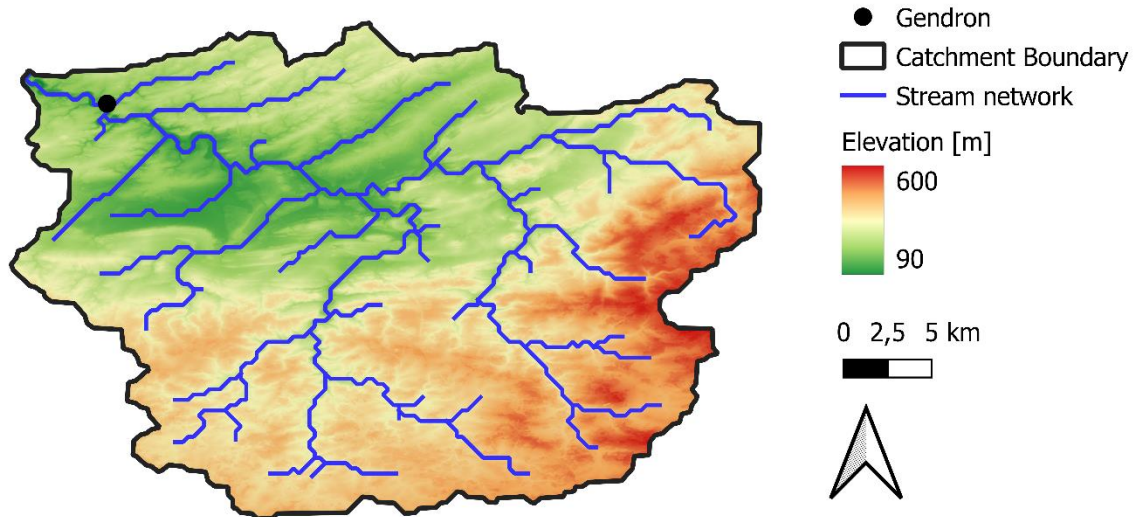 Gendron
Catchment Boundary
Stream network
Elevation [m]
600
90
0 2,5 5 km